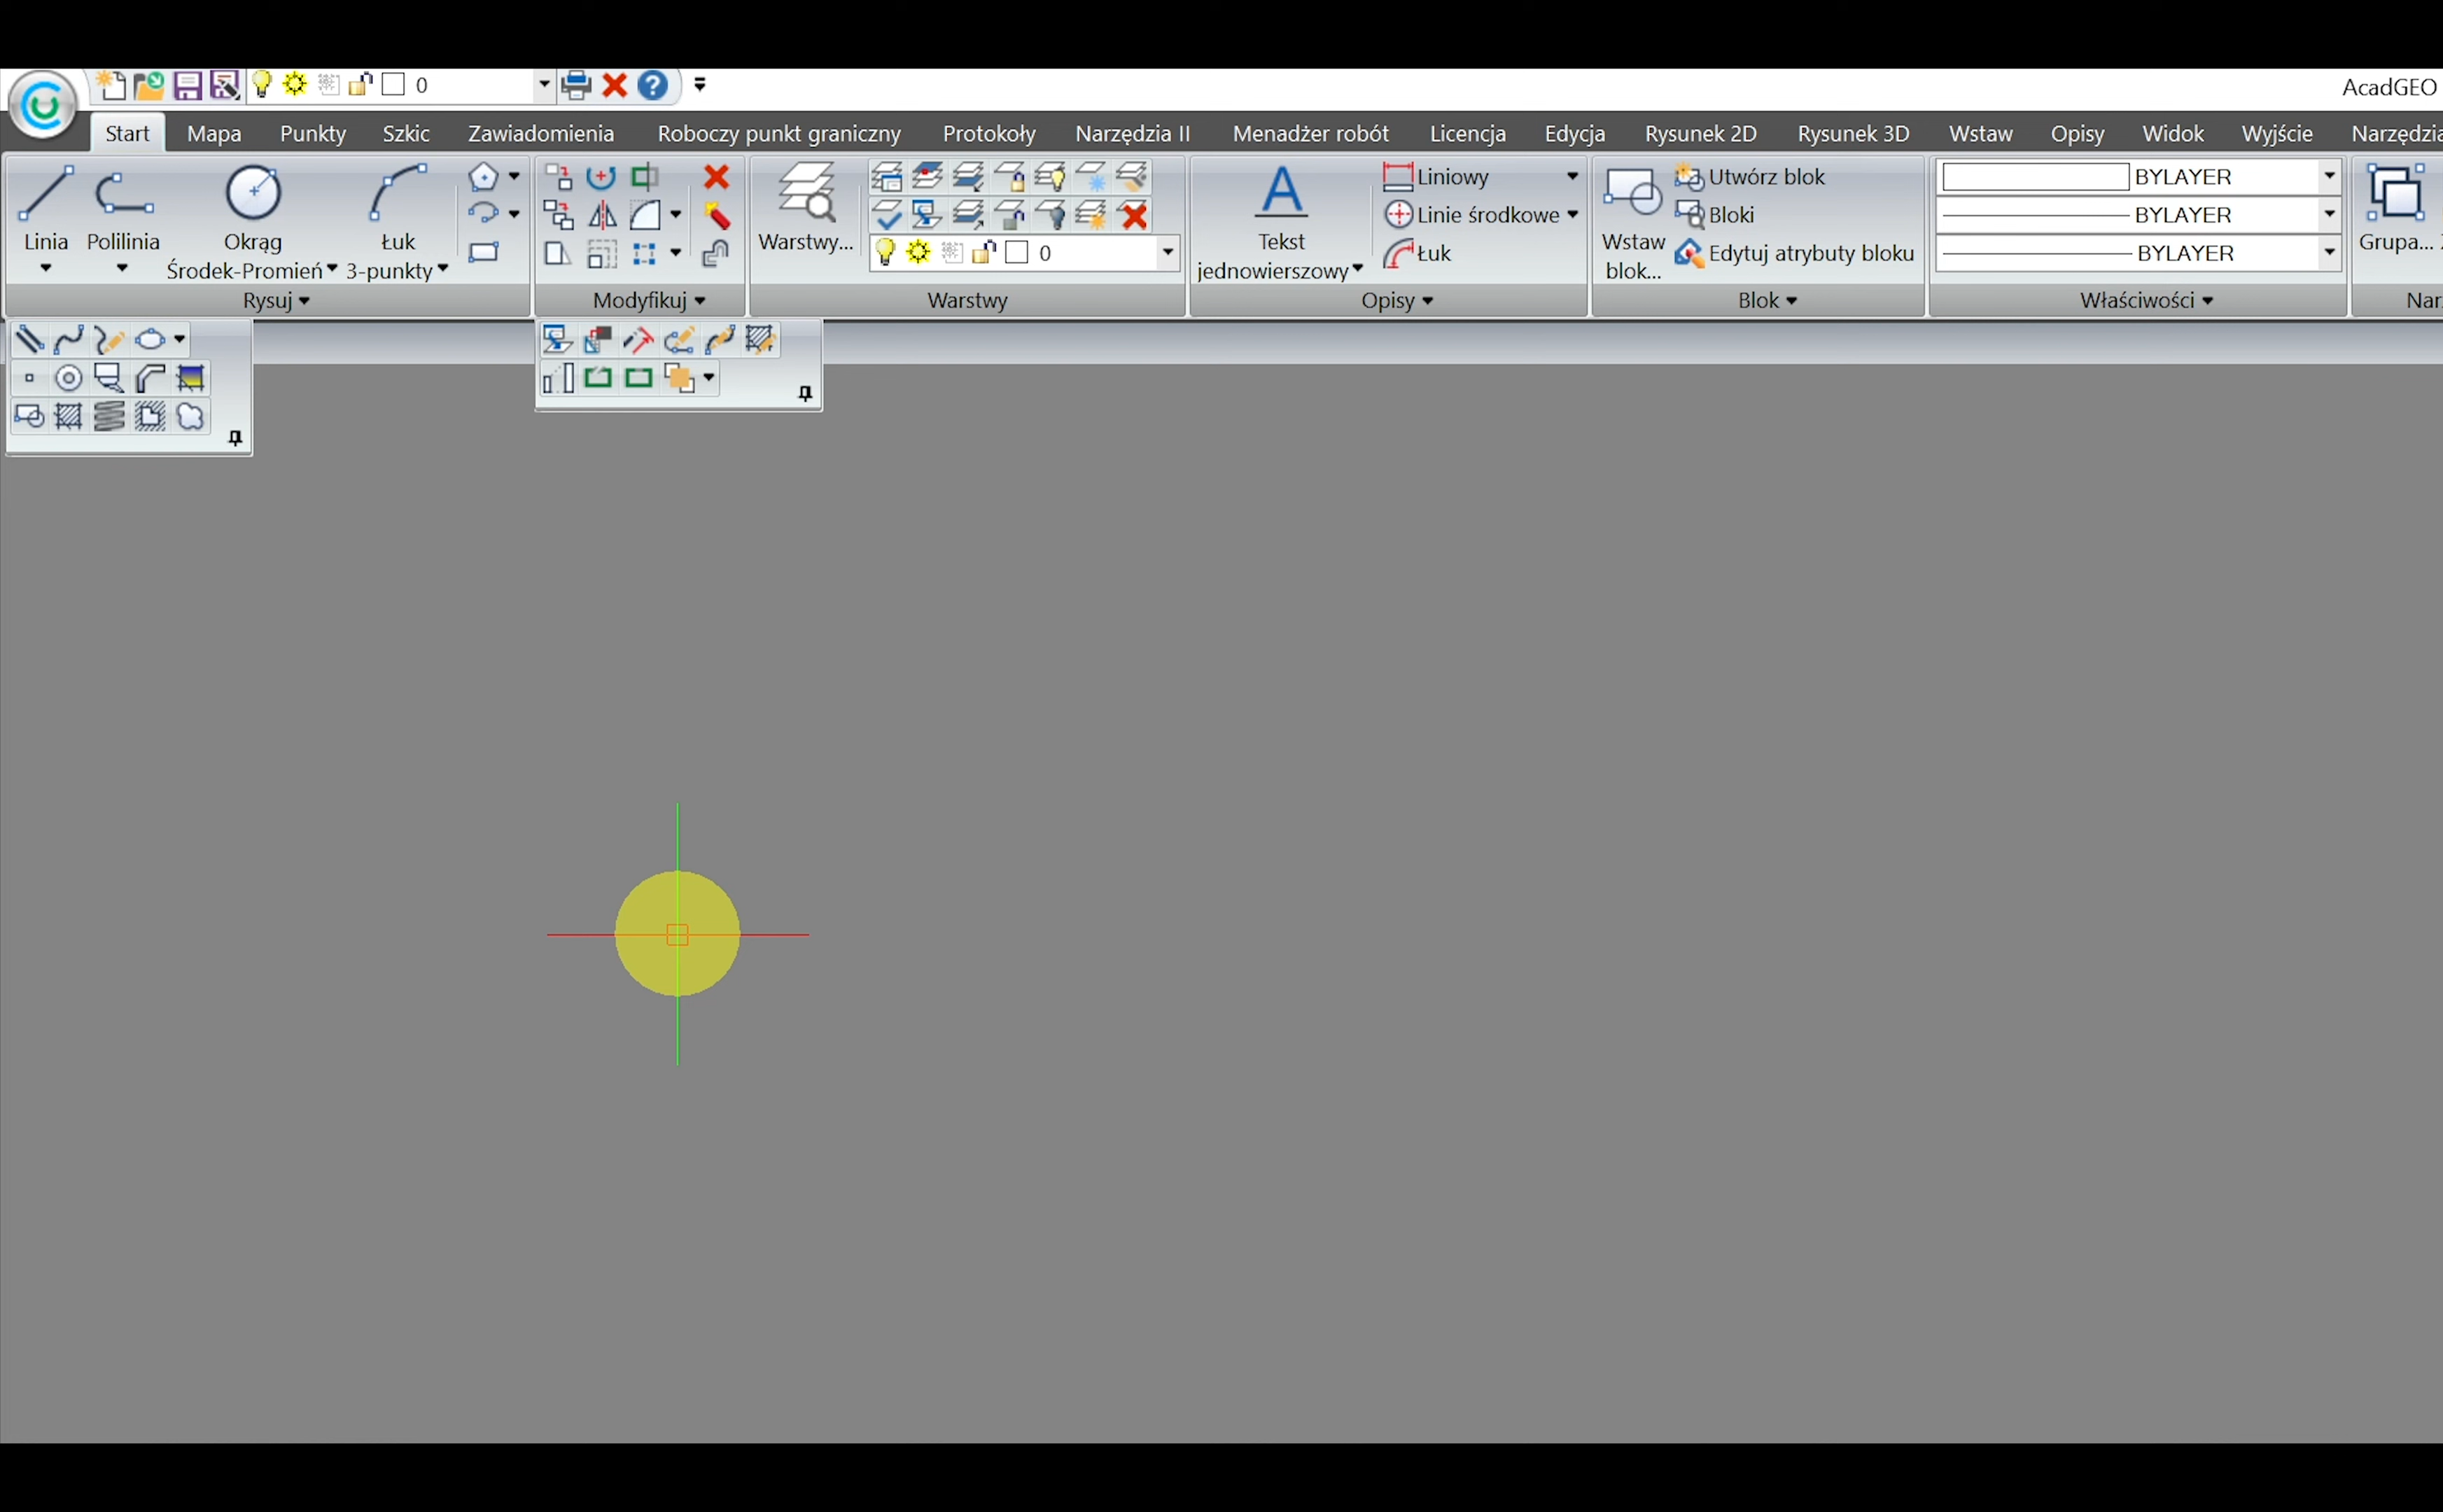 0
AcadGEO
Start Mapa Punkty Szkic Zawiadomienia Roboczy punkt graniczny Protokoły Narzędzia II Menadżer robót Licencja Edycja Rysunek 2D Rysunek 3D Wstaw Opisy Widok Wyjście Narzędzia
Linia Polilinia Okrąg Środek-Promień Łuk 3-punkty
Rysuj
Modyfikuj
Warstwy...
0
Warstwy
Tekst
jednowierszowy
Liniowy
Linie środkowe
Łuk
Opisy
Wstaw
blok...
Utwórz blok
Bloki
Edytuj atrybuty bloku
Blok
BYLAYER
BYLAYER
BYLAYER
Właściwości
Grupa...
Nar